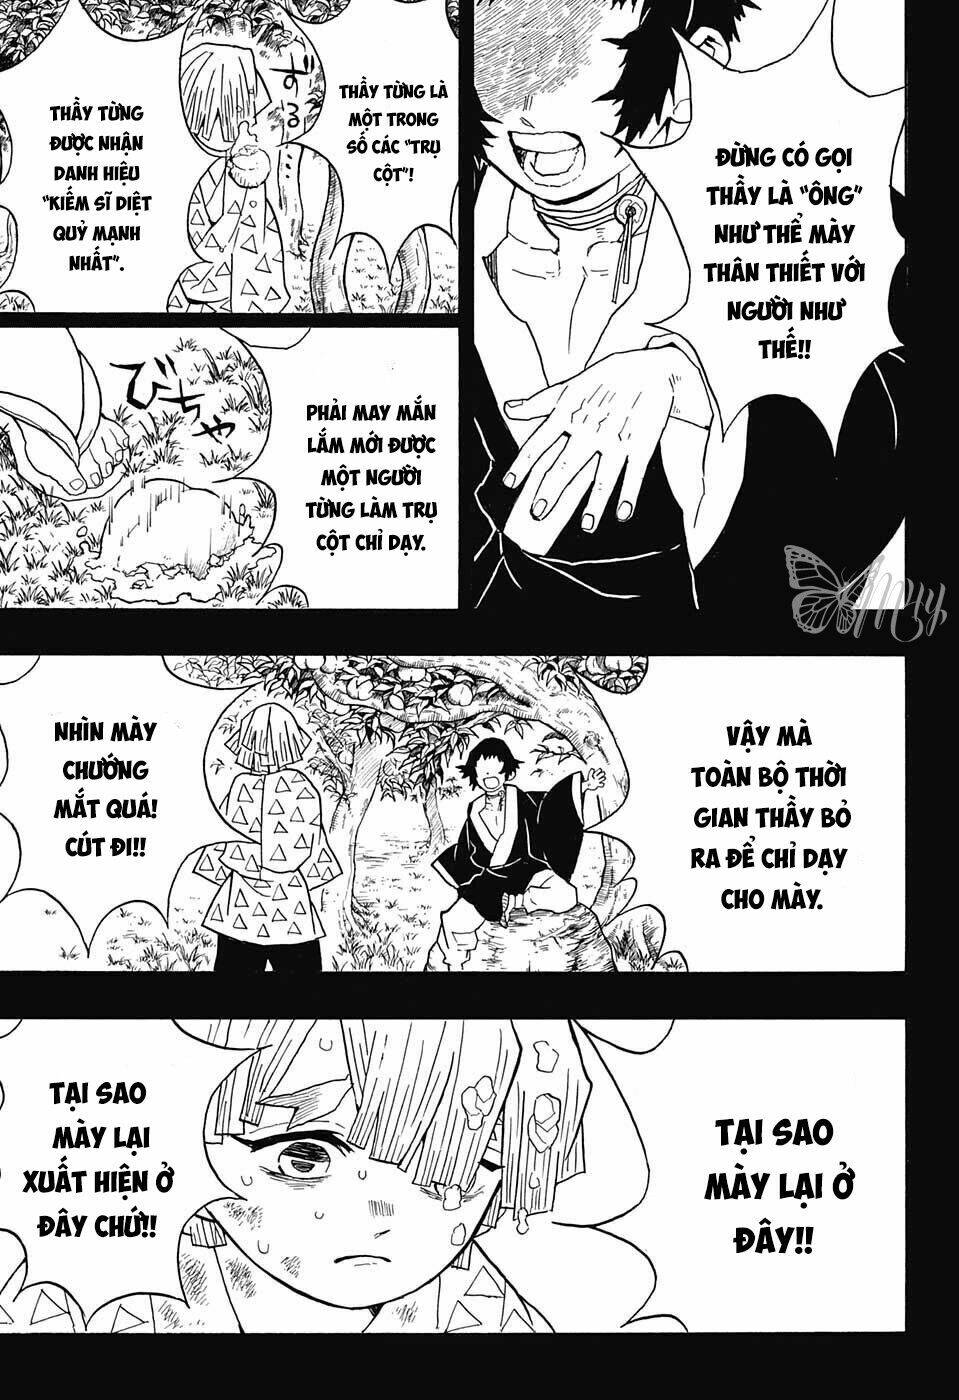 ĐỪNG CÓ GỌI
THẦY LÀ “ÔNG”
NHƯ THỂ MÀY
THÂN THIẾT VỚI
NGƯỜI NHƯ
THẾ!!
THẦY TỪNG LÀ
MỘT TRONG
SỐ CÁC “TRỤ
CỘT”!
THẦY TỪNG
ĐƯỢC NHẬN
DANH HIỆU
“KIẾM SĨ DIỆT
QUỶ MẠNH
NHẤT”.
PHẢI MAY MẮN
LẮM MỚI ĐƯỢC
MỘT NGƯỜI
TỪNG LÀM TRỤ
CỘT CHỈ DẠY.
びちゃ
VẬY MÀ
TOÀN BỘ THỜI
GIAN THẦY BỎ
RA ĐỂ CHỈ DẠY
CHO MÀY.
NHÌN MÀY
CHƯỚNG
MẮT QUÁ!
CÚT ĐI!!
TẠI SAO
MÀY LẠI Ở
ĐÂY!!
TẠI SAO
MÀY LẠI
XUẤT HIỆN Ở
ĐÂY CHỨ!!